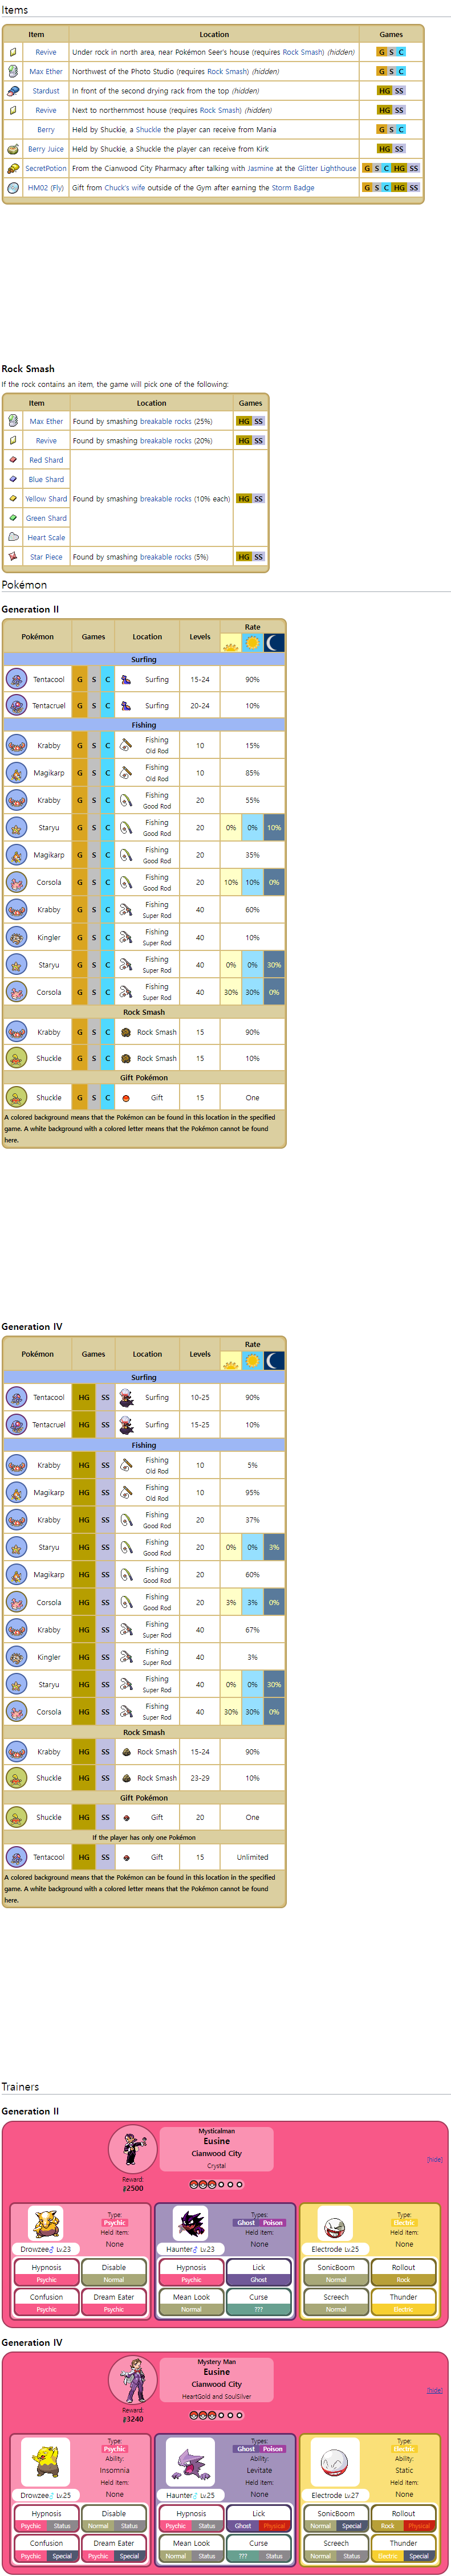 Items
Item Location Games
Revive Under rock in north area, near Pokémon Seer's house (requires Rock Smash) (hidden) G S C
Max Ether Northwest of the Photo Studio (requires Rock Smash) (hidden) G S C
Stardust In front of the second drying rack from the top (hidden) HG SS
Revive Next to northernmost house (requires Rock Smash) (hidden) HG SS
Berry Held by Shuckie, a Shuckle the player can receive from Mania G S C
Berry Juice Held by Shuckie, a Shuckle the player can receive from Kirk HG SS
SecretPotion From the Cianwood City Pharmacy after talking with Jasmine at the Glitter Lighthouse G S C HG SS
HM02 (Fly) Gift from Chuck's wife outside of the Gym after earning the Storm Badge G S C HG SS
Rock Smash
If the rock contains an item, the game will pick one of the following:
Item Location Games
Max Ether Found by smashing breakable rocks (25%) HG SS
Revive Found by smashing breakable rocks (20%) HG SS
Red Shard
Blue Shard
Yellow Shard Found by smashing breakable rocks (10% each) HG SS
Green Shard
Heart Scale
Star Piece Found by smashing breakable rocks (5%) HG SS
Pokémon
Generation II
Pokémon Games Location Levels Rate
Surfing
Tentacool G S C Surfing 15-24 90%
Tentacruel G S C Surfing 20-24 10%
Fishing
Krabby G S C Fishing Old Rod 10 15%
Magikarp G S C Fishing Old Rod 10 85%
Krabby G S C Fishing Good Rod 20 55%
Staryu G S C Fishing Good Rod 20 0% 0% 10%
Magikarp G S C Fishing Good Rod 20 35%
Corsola G S C Fishing Good Rod 20 10% 10% 0%
Krabby G S C Fishing Super Rod 40 60%
Kingler G S C Fishing Super Rod 40 10%
Staryu G S C Fishing Super Rod 40 0% 0% 30%
Corsola G S C Fishing Super Rod 40 30% 30% 0%
Rock Smash
Krabby G S C Rock Smash 15 90%
Shuckle G S C Rock Smash 15 10%
Gift Pokémon
Shuckle G S C Gift 15 One
A colored background means that the Pokémon can be found in this location in the specified
game. A white background with a colored letter means that the Pokémon cannot be found
here.
Generation IV
Pokémon Games Location Levels Rate
Surfing
Tentacool HG SS Surfing 10-25 90%
Tentacruel HG SS Surfing 15-25 10%
Fishing
Krabby HG SS Fishing Old Rod 10 5%
Magikarp HG SS Fishing Old Rod 10 95%
Krabby HG SS Fishing Good Rod 20 37%
Staryu HG SS Fishing Good Rod 20 0% 0% 3%
Magikarp HG SS Fishing Good Rod 20 60%
Corsola HG SS Fishing Good Rod 20 3% 3% 0%
Krabby HG SS Fishing Super Rod 40 67%
Kingler HG SS Fishing Super Rod 40 3%
Staryu HG SS Fishing Super Rod 40 0% 0% 30%
Corsola HG SS Fishing Super Rod 40 30% 30% 0%
Rock Smash
Krabby HG SS Rock Smash 15-24 90%
Shuckle HG SS Rock Smash 23-29 10%
Gift Pokémon
Shuckle HG SS Gift 20 One
If the player has only one Pokémon
Tentacool HG SS Gift 15 Unlimited
A colored background means that the Pokémon can be found in this location in the specified
game. A white background with a colored letter means that the Pokémon cannot be found
here.
Trainers
Generation II
Mysticalman
Eusine
Cianwood City
Crystal
[hide]
Reward:
2500
Type: Types: Type:
Psychic Ghost Poison Electric
Held item: Held item: Held item:
None None None
Drowzee♂ Lv.23 Haunter♂ Lv.23 Electrode Lv.25
Hypnosis Disable Hypnosis Lick SonicBoom Rollout
Psychic Normal Psychic Ghost Normal Rock
Confusion Dream Eater Mean Look Curse Screech Thunder
Psychic Psychic Normal ??? Normal Electric
Generation IV
Mystery Man
Eusine
Cianwood City
HeartGold and SoulSilver
[hide]
Reward:
3240
Type: Types: Type:
Psychic Ghost Poison Electric
Ability: Ability: Ability:
Insomnia Levitate Static
Held item: Held item: Held item:
None None None
Drowzee♂ Lv.25 Haunter♂ Lv.25 Electrode Lv.27
Hypnosis Disable Hypnosis Lick SonicBoom Rollout
Psychic Status Normal Status Psychic Status Ghost Physical Normal Special Rock Physical
Confusion Dream Eater Mean Look Curse Screech Thunder
Psychic Special Psychic Special Normal Status ??? Status Normal Status Electric Special